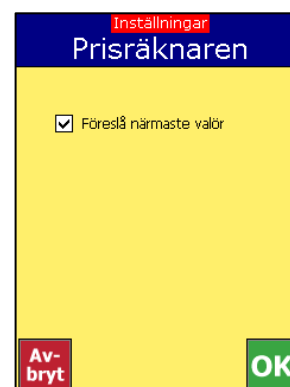 Inställningar
Prisräknaren
Föreslå närmaste valör
Av-
bryt
OK